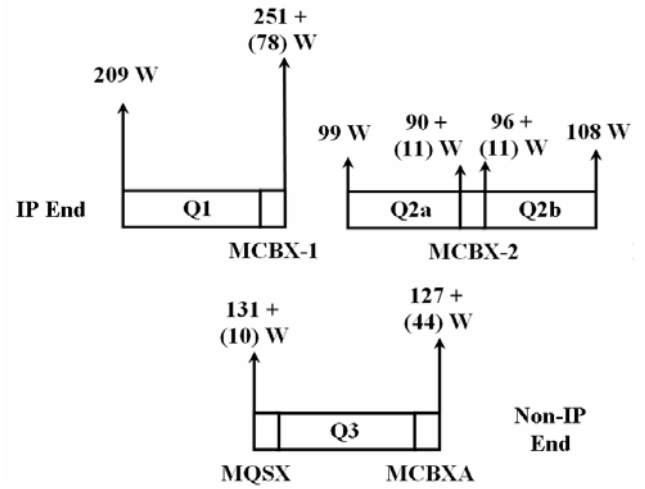 251 +
(78) W
209 W
99 W
90 +
(11) W
96 +
(11) W
108 W
IP End
Q1
Q2a
Q2b
MCBX-1
MCBX-2
131 +
(10) W
127 +
(44) W
Q3
Non-IP
End
MQSX
MCBXA